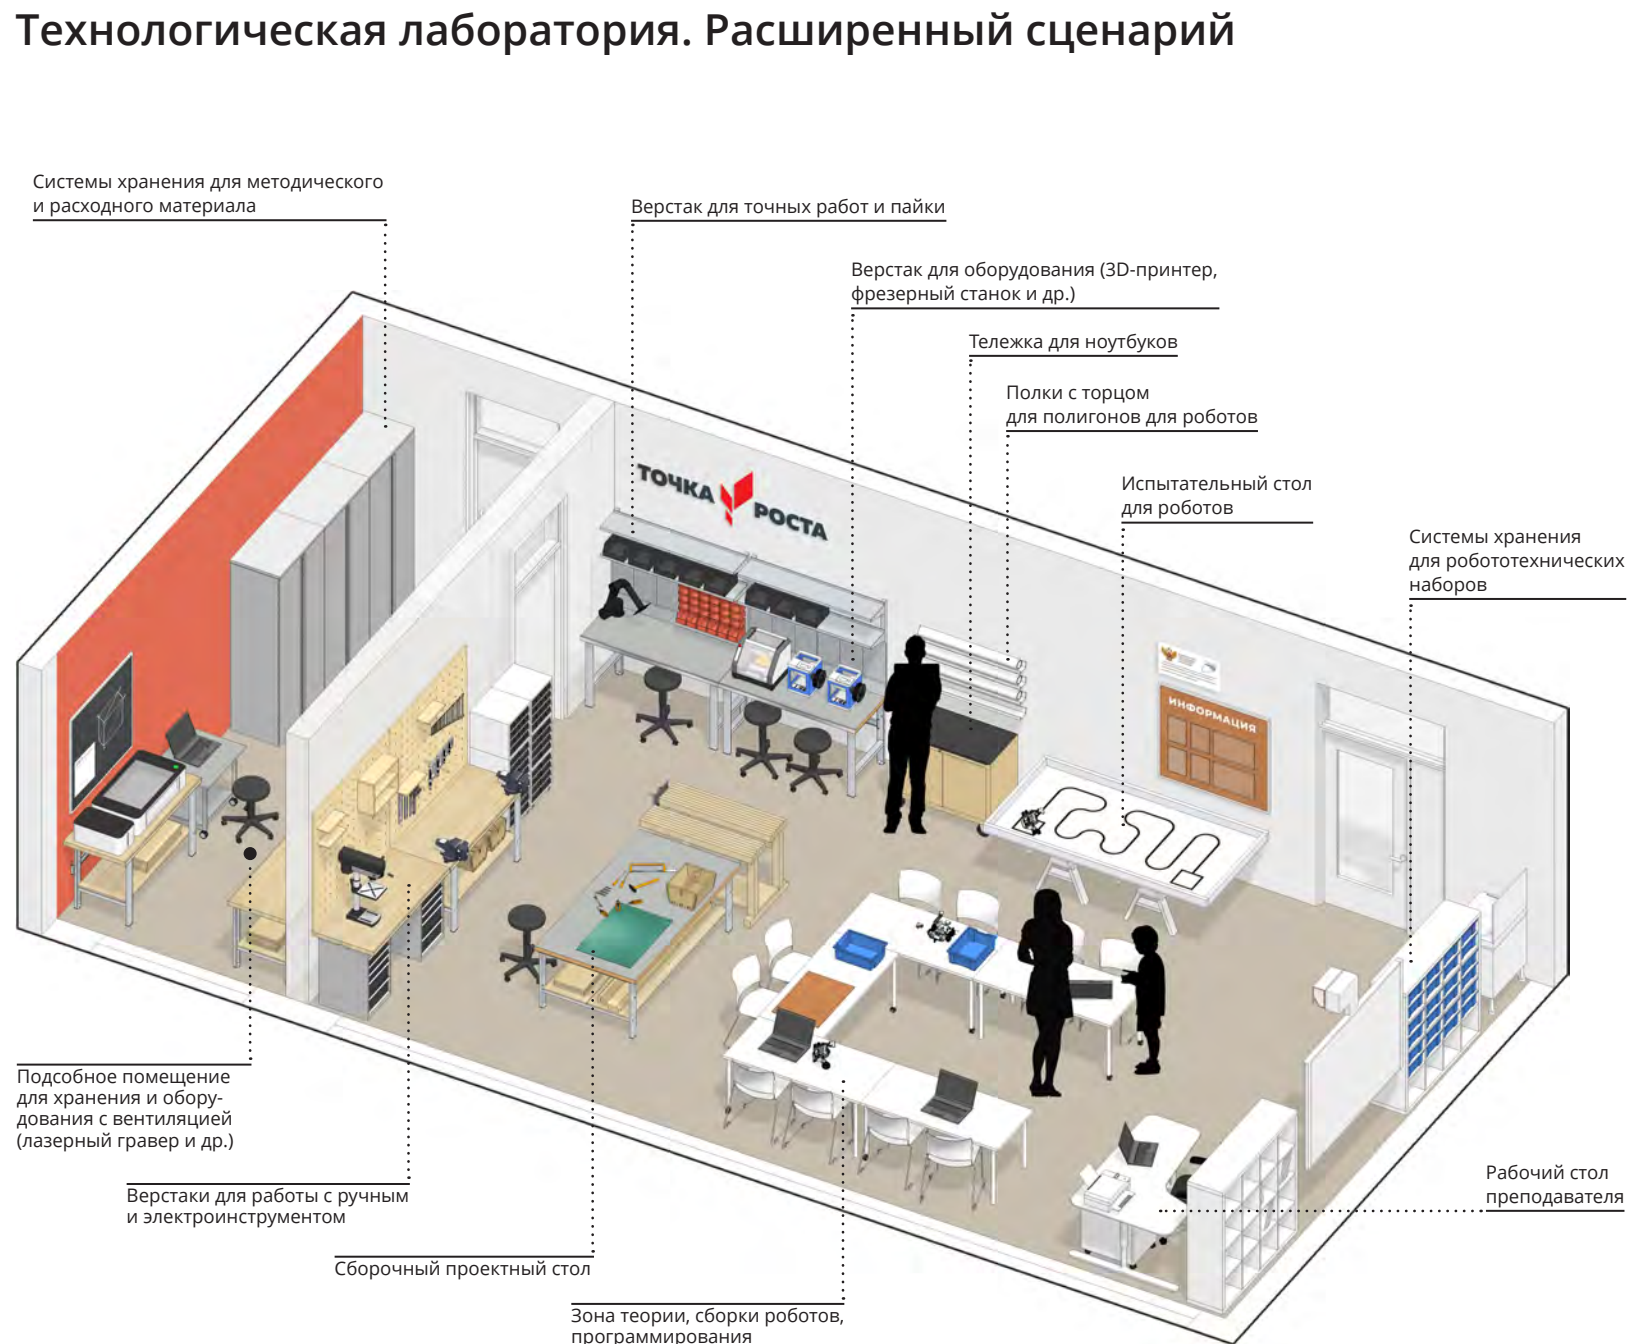 Технологическая лаборатория. Расширенный сценарий
Системы хранения для методического
и расходного материала
Верстак для точных работ и пайки
Верстак для оборудования (3D-принтер,
фрезерный станок и др.)
Тележка для ноутбуков
Полки с торцом
для полигонов для роботов
Испытательный стол
для роботов
Системы хранения
для робототехнических
наборов
ТОЧКА
РОСТА
ИНФОРМАЦИЯ
Подсобное помещение
для хранения и обору-
дования с вентиляцией
(лазерный гравер и др.)
Верстаки для работы с ручным
и электроинструментом
Сборочный проектный стол
Зона теории, сборки роботов,
программирования
Рабочий стол
преподавателя